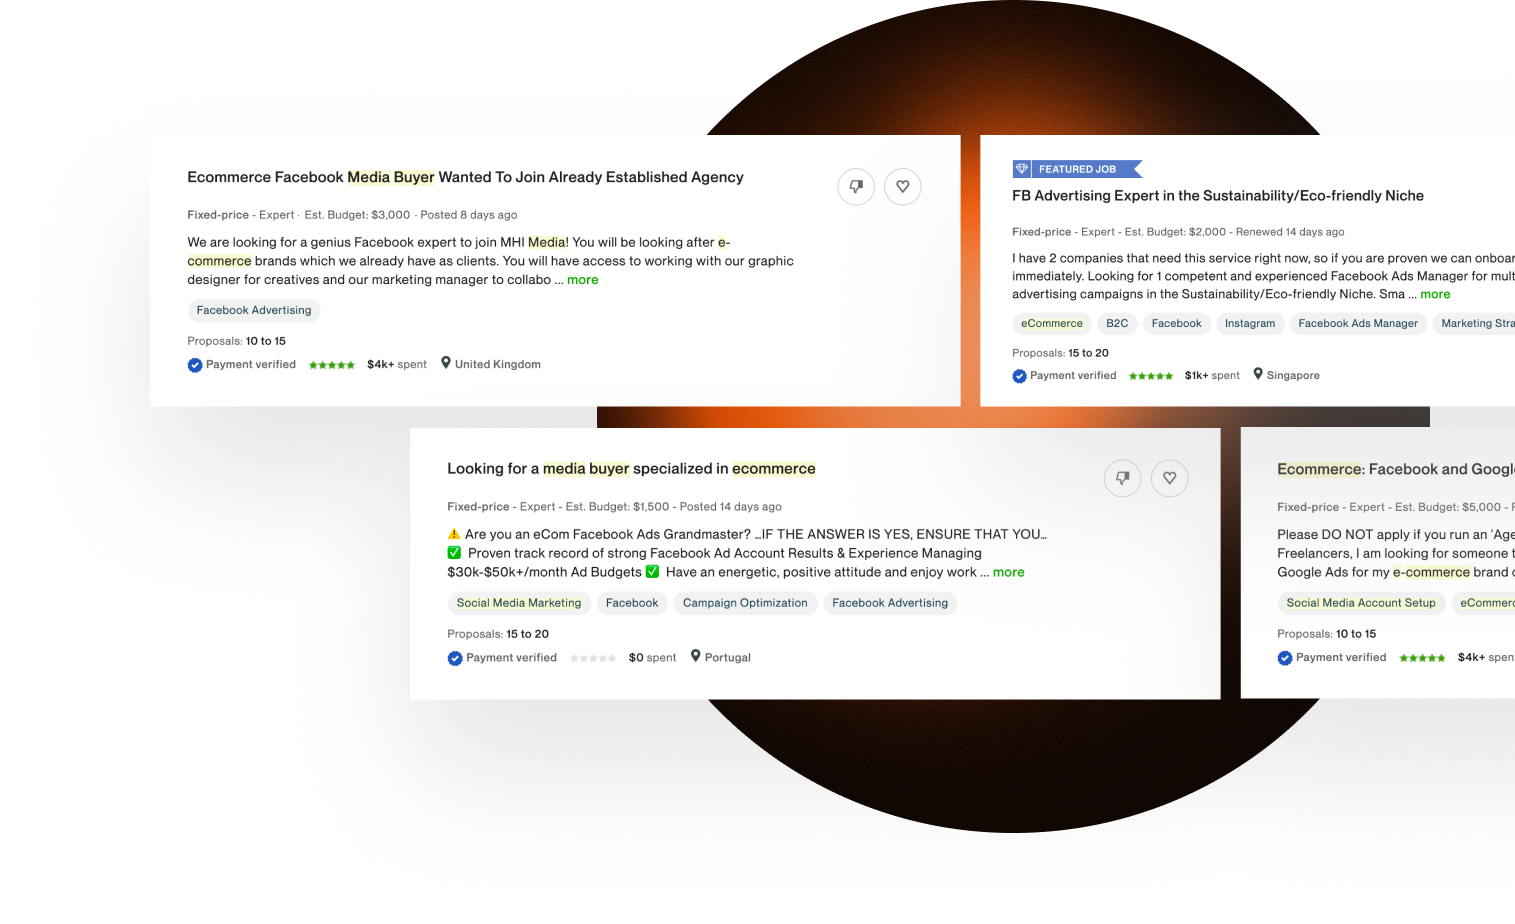 Ecommerce Facebook Media Buyer Wanted To Join Already Established Agency
Fixed-price - Expert · Est. Budget: $3,000 · Posted 8 days ago
We are looking for a genius Facebook expert to join MHI Media! You will be looking after e-
commerce brands which we already have as clients. You will have access to working with our graphic
designer for creatives and our marketing manager to collabo ... more
Facebook Advertising
Proposals: 10 to 15
Payment verified $4k+ spent United Kingdom
FEATURED JOB
FB Advertising Expert in the Sustainability/Eco-friendly Niche
Fixed-price - Expert - Est. Budget: $2,000 - Renewed 14 days ago
I have 2 companies that need this service right now, so if you are proven we can onboar
immediately. Looking for 1 competent and experienced Facebook Ads Manager for mult
advertising campaigns in the Sustainability/Eco-friendly Niche. Sma ... more
eCommerce B2C Facebook Instagram Facebook Ads Manager Marketing Stra
Proposals: 15 to 20
Payment verified $1k+ spent Singapore
Looking for a media buyer specialized in ecommerce
Fixed-price - Expert - Est. Budget: $1,500 - Posted 14 days ago
⚠️ Are you an eCom Facebook Ads Grandmaster? ...IF THE ANSWER IS YES, ENSURE THAT YOU...
✅ Proven track record of strong Facebook Ad Account Results & Experience Managing
$30k-$50k+/month Ad Budgets ✅ Have an energetic, positive attitude and enjoy work ... more
Social Media Marketing Facebook Campaign Optimization Facebook Advertising
Proposals: 15 to 20
Payment verified $0 spent Portugal
Ecommerce: Facebook and Googl
Fixed-price - Expert - Est. Budget: $5,000 -
Please DO NOT apply if you run an 'Age
Freelancers, I am looking for someone t
Google Ads for my e-commerce brand
Social Media Account Setup eCommerc
Proposals: 10 to 15
Payment verified $4k+ spen